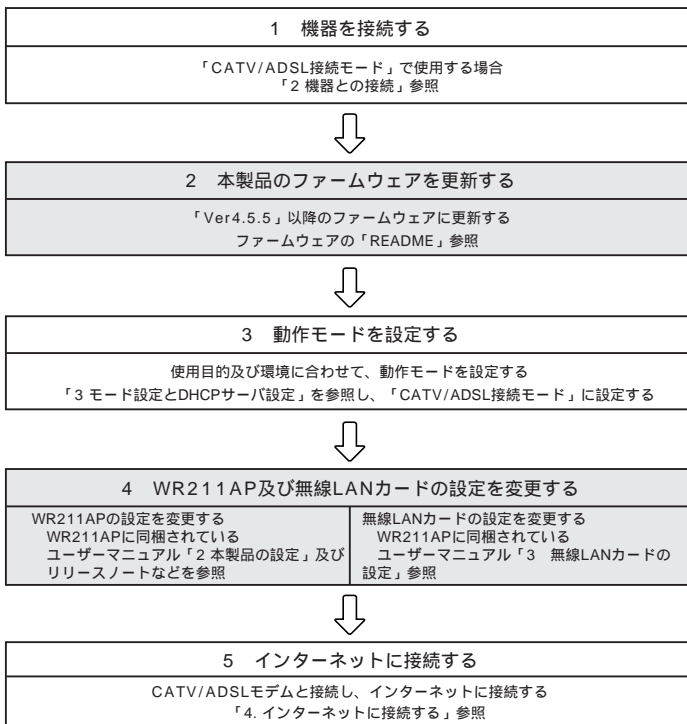 1 機器を接続する
「CATV/ADSL接続モード」で使用する場合
「2 機器との接続」参照
2 本製品のファームウェアを更新する
「Ver4.5.5」以降のファームウェアに更新する
ファームウェアの「README」参照
3 動作モードを設定する
使用目的及び環境に合わせて、動作モードを設定する
「3 モード設定とDHCPサーバ設定」を参照し、「CATV/ADSL接続モード」に設定する
4 WR211AP及び無線LANカードの設定を変更する
WR211APの設定を変更する
WR211APに同梱されている
ユーザーマニュアル「2 本製品の設定」及び
リリースノートなどを参照
無線LANカードの設定を変更する
WR211APに同梱されている
ユーザーマニュアル「3 無線LANカードの
設定」参照
5 インターネットに接続する
CATV/ADSLモデムと接続し、インターネットに接続する
「4. インターネットに接続する」参照